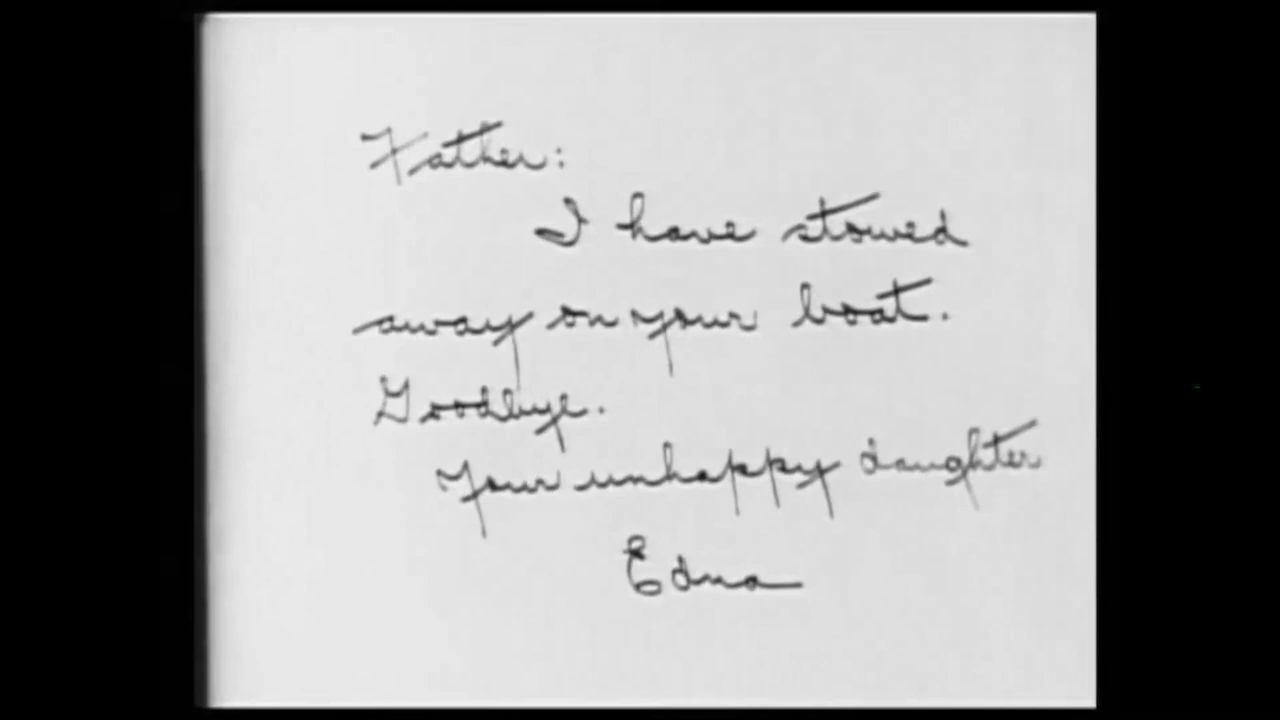 Father:
I have stowed
away on your boat.
Goodbye.
Your unhappy daughter
Edna